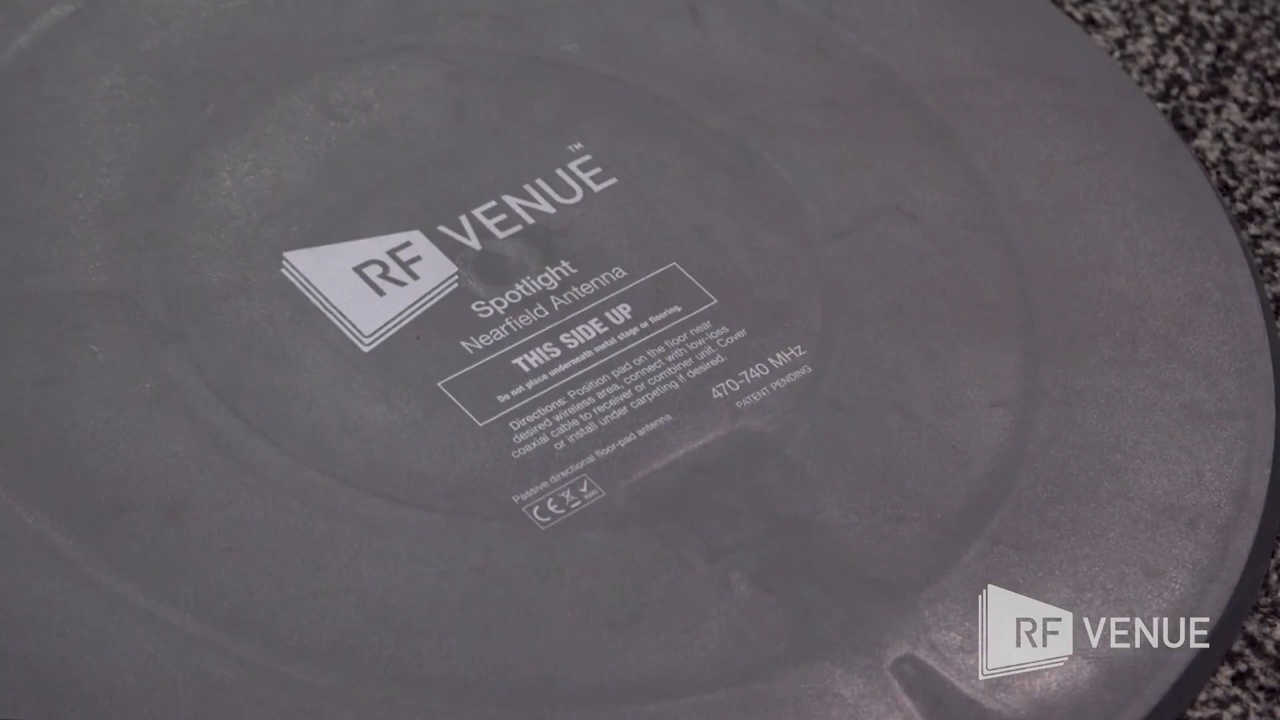 RF VENUE™
Spotlight
Nearfield Antenna
THIS SIDE UP
Do not place underneath metal stage or flooring.
Directions: Position pad on the floor near
desired wireless area, connect with low-loss
coaxial cable to receiver or combiner unit. Cover
or install under carpeting if desired.
470-740 MHz
PATENT PENDING
Passive directional floor-pad antenna
CE
RF VENUE